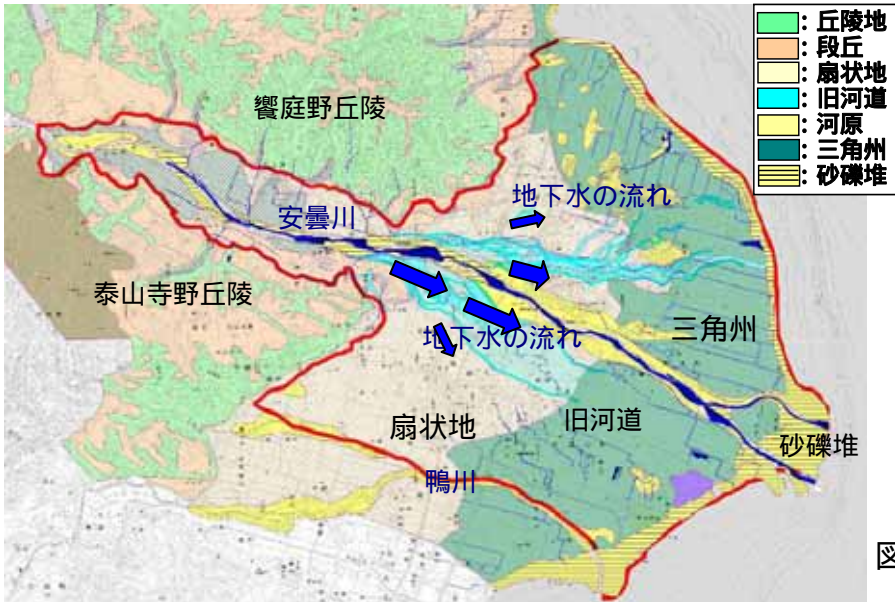 : 丘陵地
: 段丘
: 扇状地
: 旧河道
: 河原
: 三角州
: 砂礫堆
饗庭野丘陵
地下水の流れ
安曇川
泰山寺野丘陵
地下水の流れ
三角州
扇状地
旧河道
砂礫堆
鴨川
図